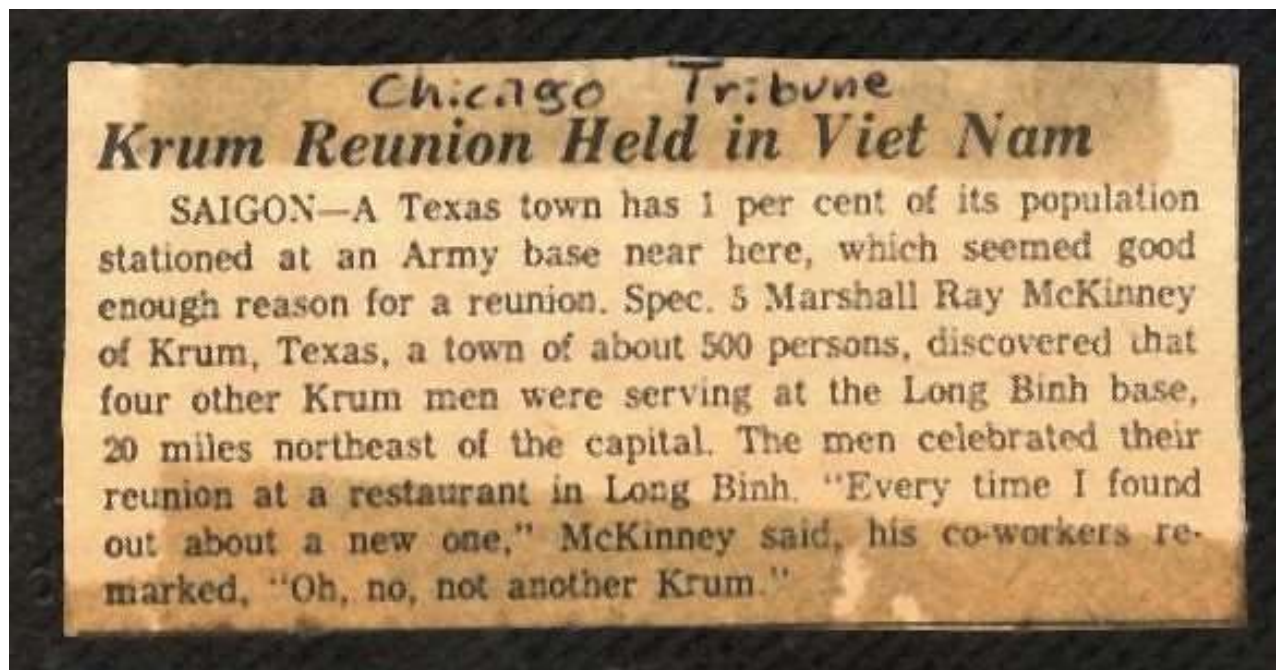 Chicago Tribune
Krum Reunion Held in Viet Nam
SAIGON—A Texas town has 1 per cent of its population
stationed at an Army base near here, which seemed good
enough reason for a reunion. Spec. 5 Marshall Ray McKinney
of Krum, Texas, a town of about 500 persons, discovered that
four other Krum men were serving at the Long Binh base,
20 miles northeast of the capital. The men celebrated their
reunion at a restaurant in Long Binh. "Every time I found
out about a new one," McKinney said, his co-workers re-
marked, "Oh, no, not another Krum."